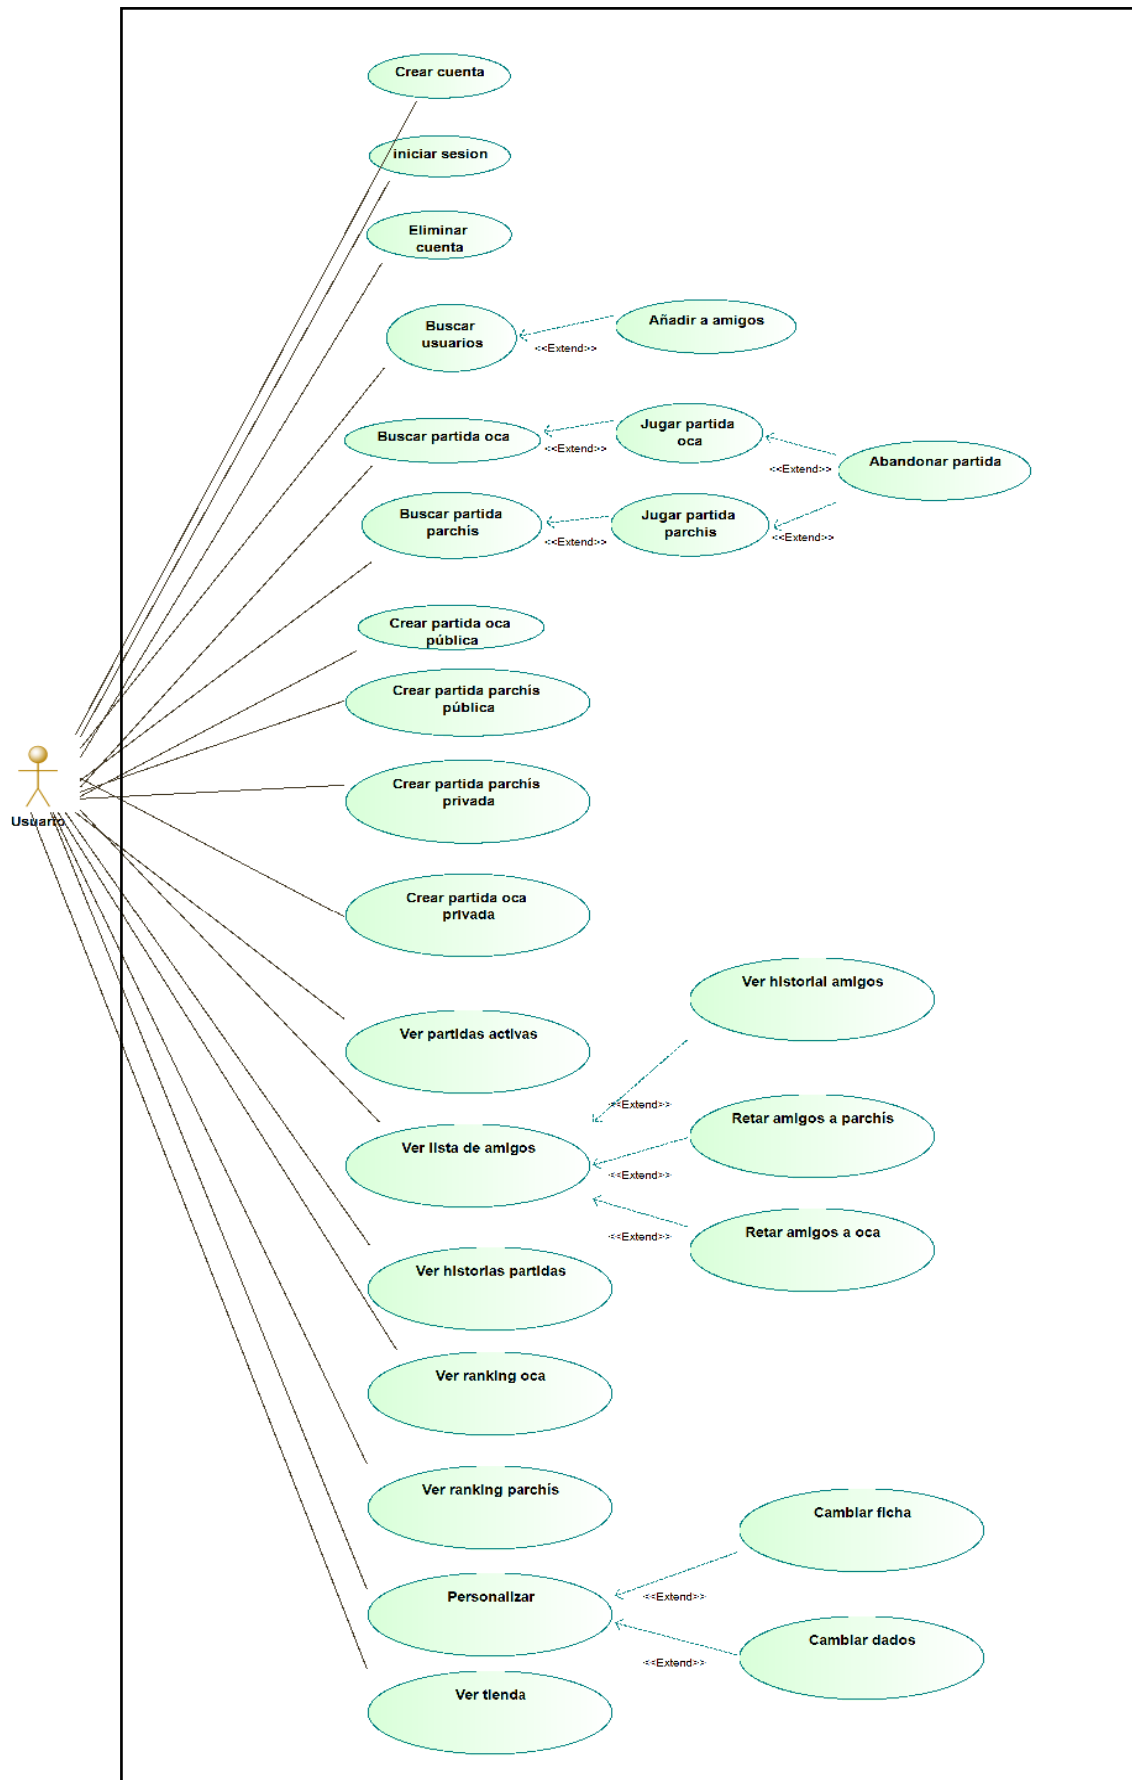 Crear cuenta
Iniciar sesion
Eliminar
cuenta
Buscar
usuarios
<<Extend>>
Añadir a amigos
Buscar partida oca
<<Extend>>
Jugar partida
oca
<<Extend>>
Abandonar partida
Buscar partida
parchís
<<Extend>>
Jugar partida
parchis
<<Extend>>
Crear partida oca
pública
Crear partida parchís
pública
Usuario
Crear partida parchís
privada
Crear partida oca
privada
Ver historial amigos
Ver partidas activas
<<Extend>>
Retar amigos a parchís
Ver lista de amigos
<<Extend>>
Retar amigos a oca
<<Extend>>
Ver historias partidas
Ver ranking oca
Ver ranking parchís
Cambiar ficha
Personalizar
<<Extend>>
Cambiar dados
<<Extend>>
Ver tienda